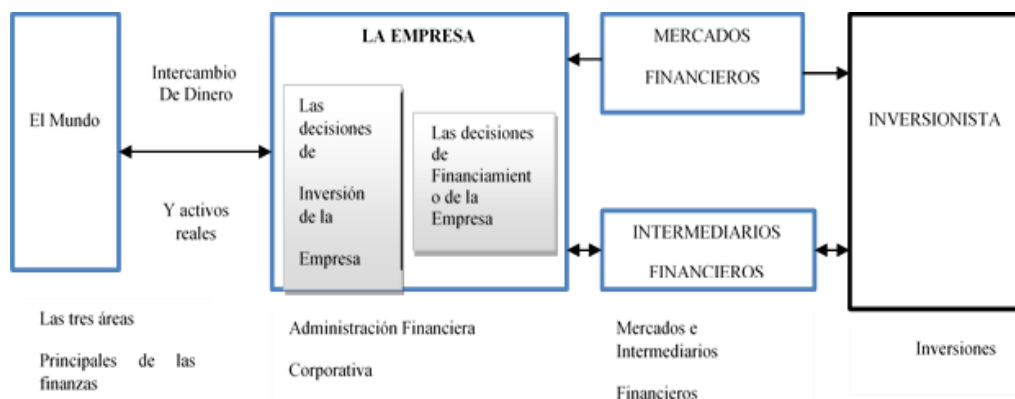 El Mundo
Intercambio
De Dinero
Y activos
reales
LA EMPRESA
Las
decisiones
de
Inversión
de la
Empresa
Las decisiones
de
Financiamient
o de la
Empresa
MERCADOS
FINANCIEROS
INTERMEDIARIOS
FINANCIEROS
INVERSIONISTA
Las tres áreas
Principales de las
finanzas
Administración Financiera
Corporativa
Mercados e
Intermediarios
Financieros
Inversiones